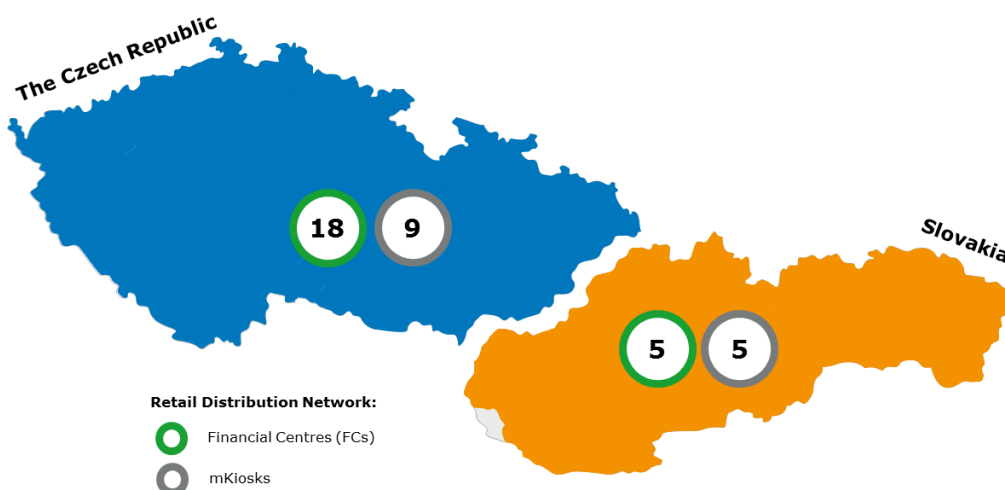 The Czech Republic
Slovakia
18
9
5
5
Retail Distribution Network:
Financial Centres (FCs)
mKiosks